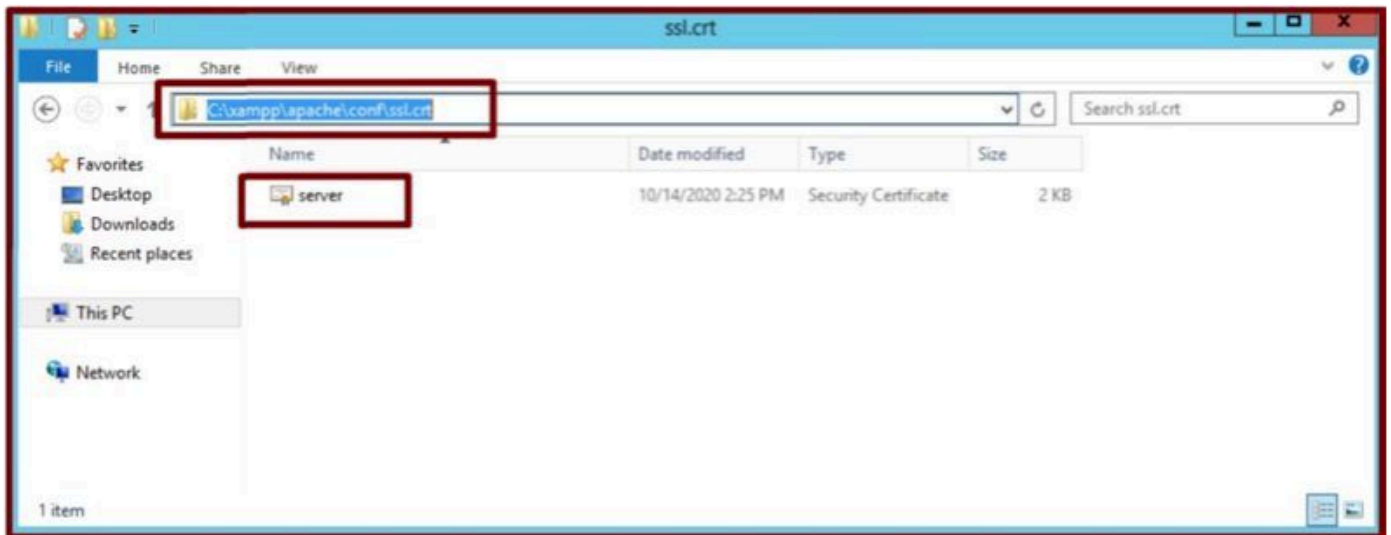 ssl.crt
File Home Share View
C:\xampp\apache\conf\ssl.crt Search ssl.crt
Favorites
Desktop
Downloads
Recent places
This PC
Network
Name Date modified Type Size
server 10/14/2020 2:25 PM Security Certificate 2 KB
1 item